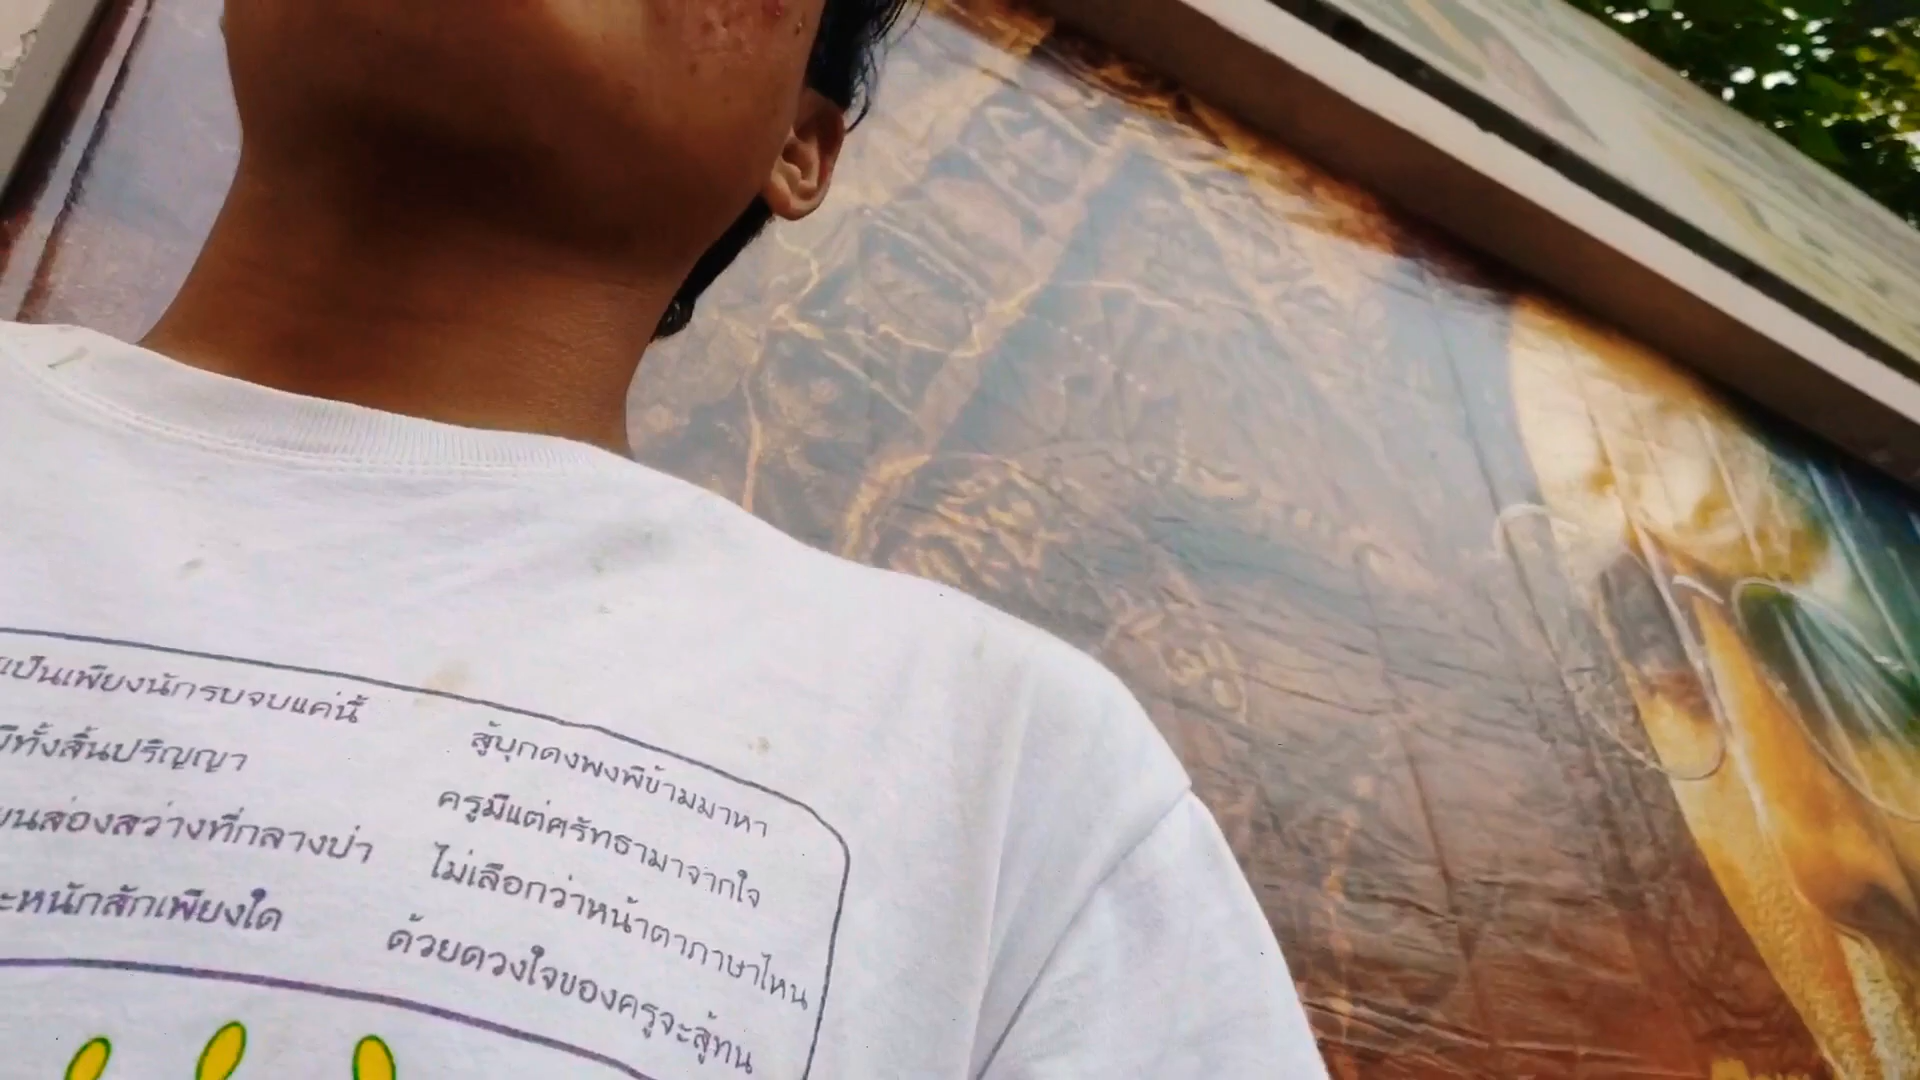 เป็นเพียงนักรบจบแค่นี้
สู้บุกดงพงพีข้ามมาหา
ทั้งสิ้นปริญญา
ครูมีแต่ศรัทธามาจากใจ
ส่องสว่างที่กลางป่า
ไม่เลือกว่าหน้าตาภาษาไหน
หนักสักเพียงใด
ด้วยดวงใจของครูจะสู้ทน